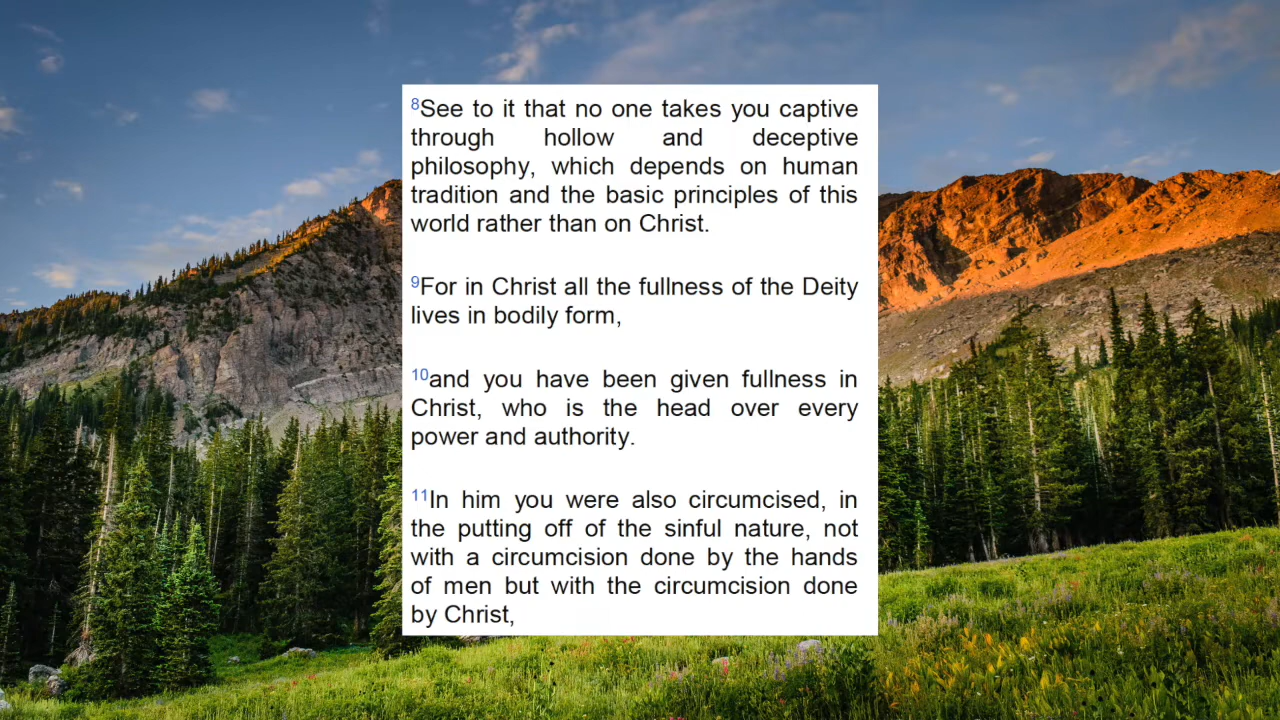 8See to it that no one takes you captive
through hollow and deceptive
philosophy, which depends on human
tradition and the basic principles of this
world rather than on Christ.
9For in Christ all the fullness of the Deity
lives in bodily form,
10and you have been given fullness in
Christ, who is the head over every
power and authority.
11In him you were also circumcised, in
the putting off of the sinful nature, not
with a circumcision done by the hands
of men but with the circumcision done
by Christ,